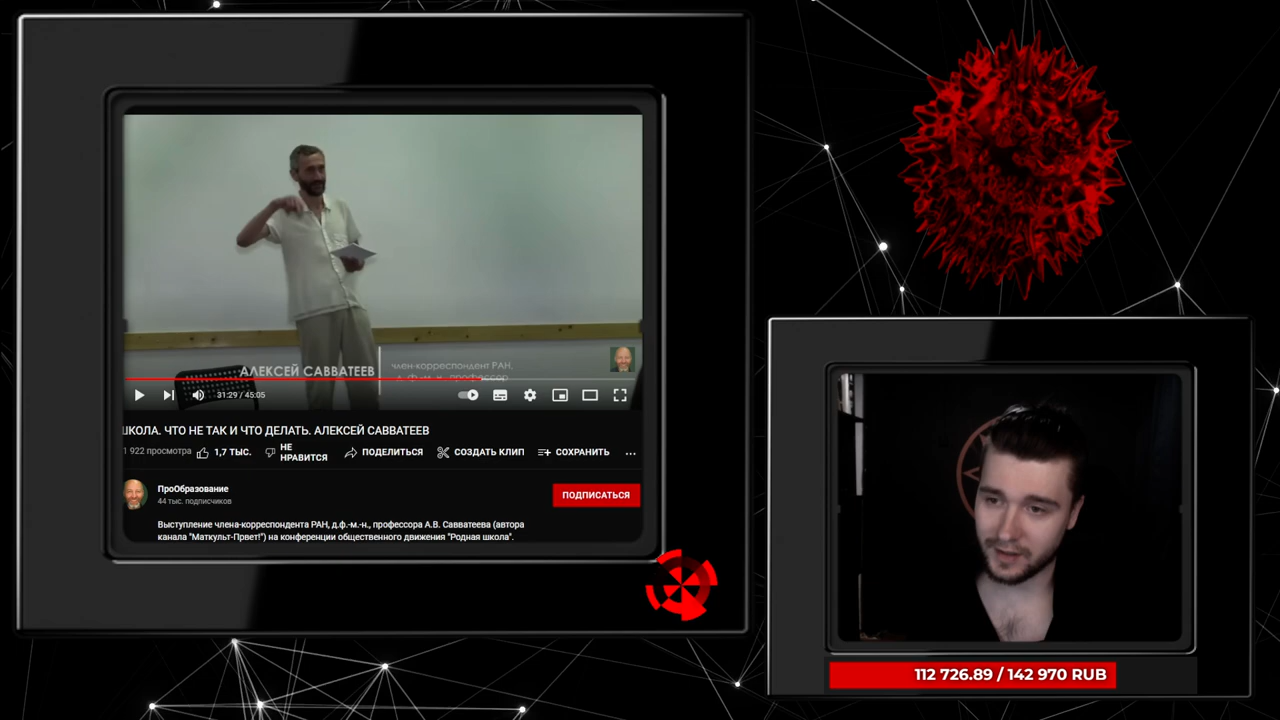 АЛЕКСЕЙ САВВАТЕЕВ
член-корреспондент РАН,
д.ф-м.н., профессор
31:29 / 45:05
ШКОЛА. ЧТО НЕ ТАК И ЧТО ДЕЛАТЬ. АЛЕКСЕЙ САВВАТЕЕВ
1 922 просмотра
1,7 ТЫС.
НЕ
НРАВИТСЯ
ПОДЕЛИТЬСЯ
СОЗДАТЬ КЛИП
СОХРАНИТЬ
ПроОбразование
44 тыс. подписчиков
ПОДПИСАТЬСЯ
Выступление члена-корреспондента РАН, д.ф.-м.-н., профессора А.В. Савватеева (автора
канала "Маткульт-Првет!") на конференции общественного движения "Родная школа".
112 726.89 / 142 970 RUB